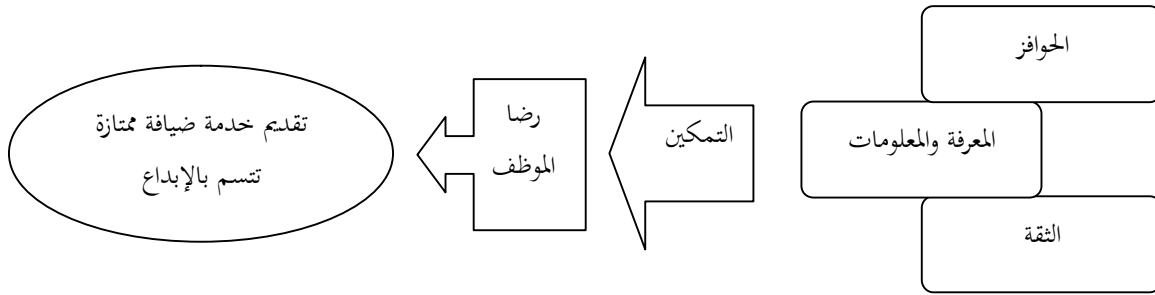 الحوافز
المعرفة والمعلومات
الثقة
التمكين
رضا
الموظف
تقديم خدمة ضيافة ممتازة
تتسم بالإبداع